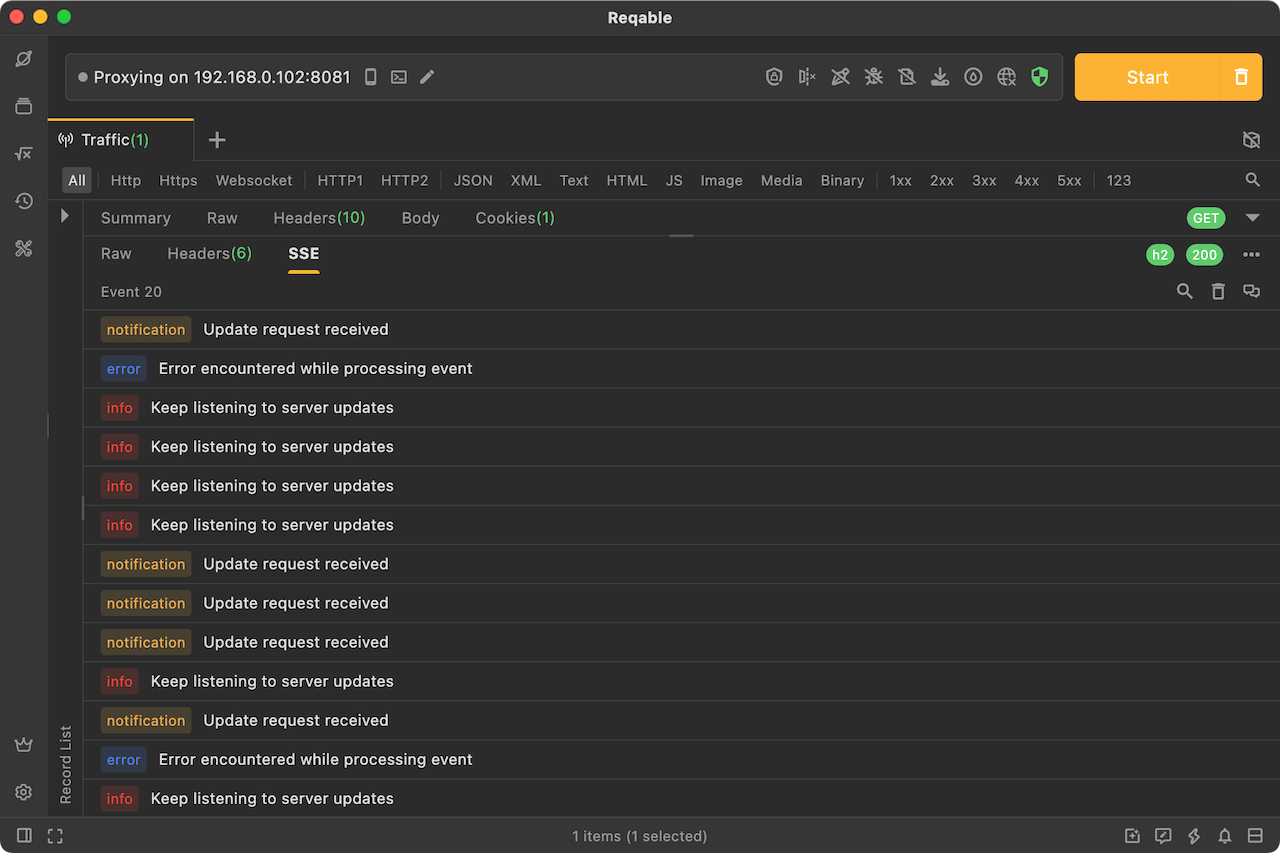 Reqable
Proxying on 192.168.0.102:8081
Start
Traffic(1)
All Http Https Websocket HTTP1 HTTP2 JSON XML Text HTML JS Image Media Binary 1xx 2xx 3xx 4xx 5xx 123
Summary Raw Headers(10) Body Cookies(1) GET
Raw Headers(6) SSE h2 200
Event 20
notification Update request received
error Error encountered while processing event
info Keep listening to server updates
info Keep listening to server updates
info Keep listening to server updates
info Keep listening to server updates
notification Update request received
notification Update request received
notification Update request received
info Keep listening to server updates
notification Update request received
error Error encountered while processing event
info Keep listening to server updates
Record List
1 items (1 selected)